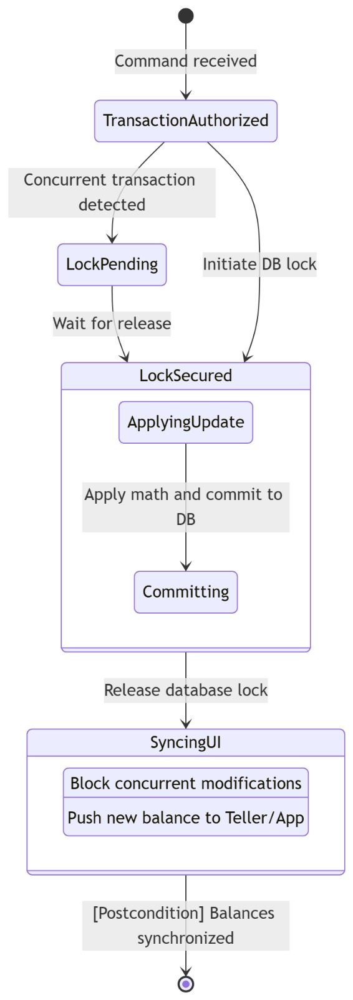 Command received
TransactionAuthorized
Concurrent transaction
detected
LockPending
Initiate DB lock
Wait for release
LockSecured
ApplyingUpdate
Apply math and commit to
DB
Committing
Release database lock
SyncingUI
Block concurrent modifications
Push new balance to Teller/App
[Postcondition] Balances
synchronized